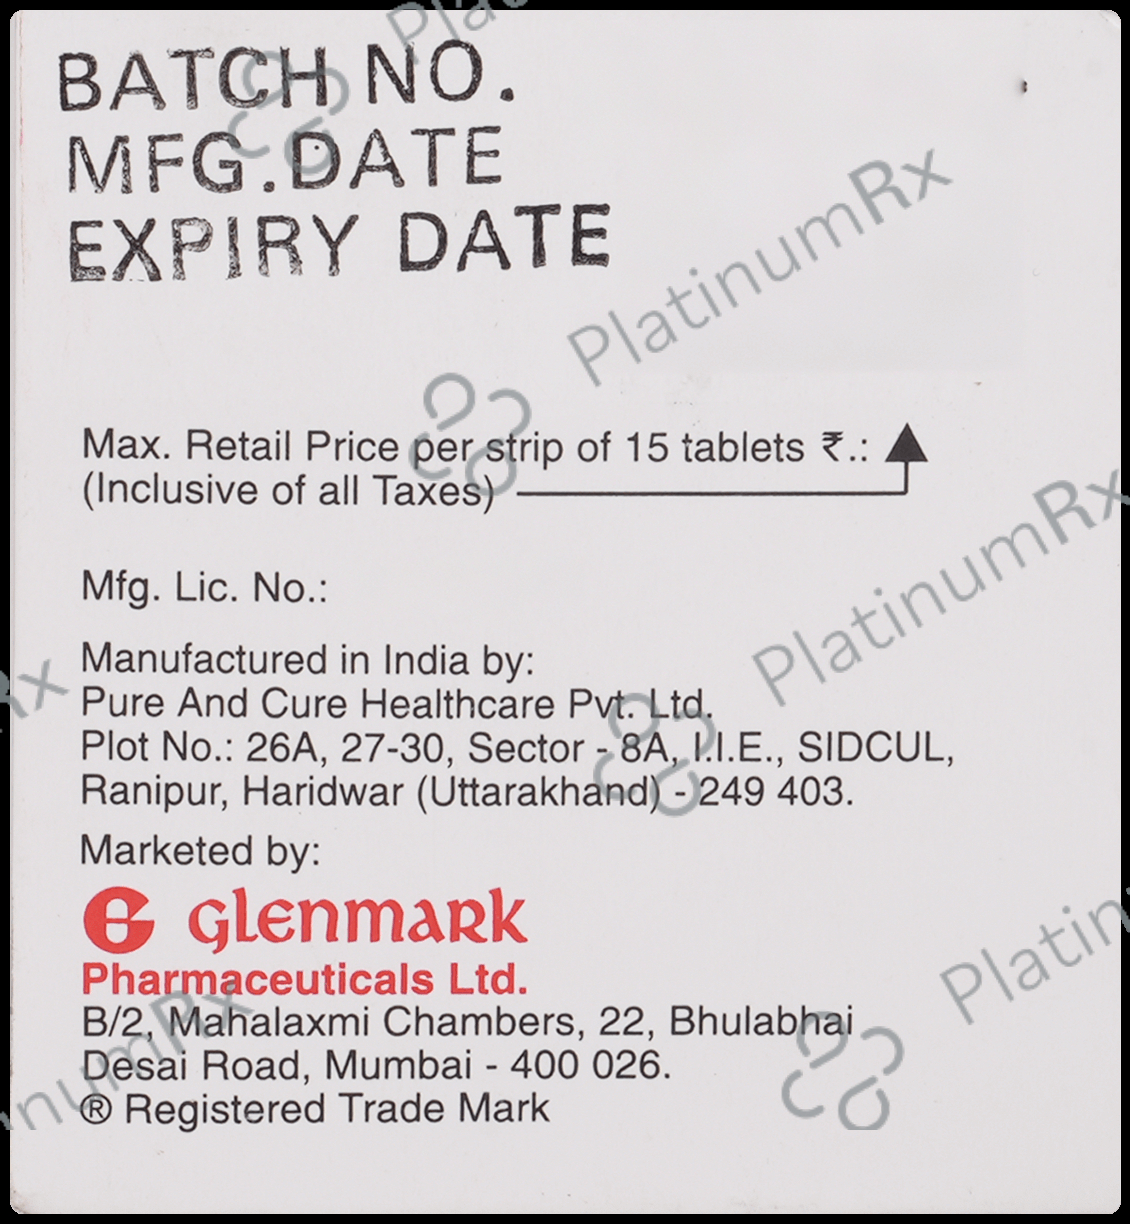 BATCH NO.
MFG.DATE
EXPIRY DATE
Max. Retail Price per strip of 15 tablets ₹.:
(Inclusive of all Taxes)
Mfg. Lic. No.:
Manufactured in India by:
Pure And Cure Healthcare Pvt. Ltd.
Plot No.: 26A, 27-30, Sector - 8A, I.I.E., SIDCUL,
Ranipur, Haridwar (Uttarakhand) - 249 403.
Marketed by:
Glenmark
Pharmaceuticals Ltd.
B/2, Mahalaxmi Chambers, 22, Bhulabhai
Desai Road, Mumbai - 400 026.
® Registered Trade Mark
PlatinumRx
PlatinumRx
PlatinumRx
Platin
Rx
inumRx